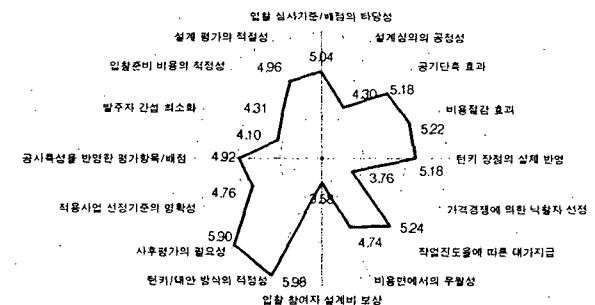 입찰 심사기준/배점의 타당성
설계 평가의 적절성
설계심의의 공정성
5.04
입찰준비 비용의 적정성
4.96
공기단축 효과
4.30
5.18
발주자 간섭 최소화
4.31
비용절감 효과
5.22
4.10
공사특성을 반영한 평가항목/배점
4.92
5.18
턴키 장점의 실제 반영
3.76
4.76
3.58
적용사업 선정기준의 명확성
가격경쟁에 의한 낙찰자 선정
5.24
5.90
4.74
사후평가의 필요성
작업진도율에 따른 대가지급
5.98
턴키/대안 방식의 적정성
비용면에서의 우월성
입찰 참여자 설계비 보상